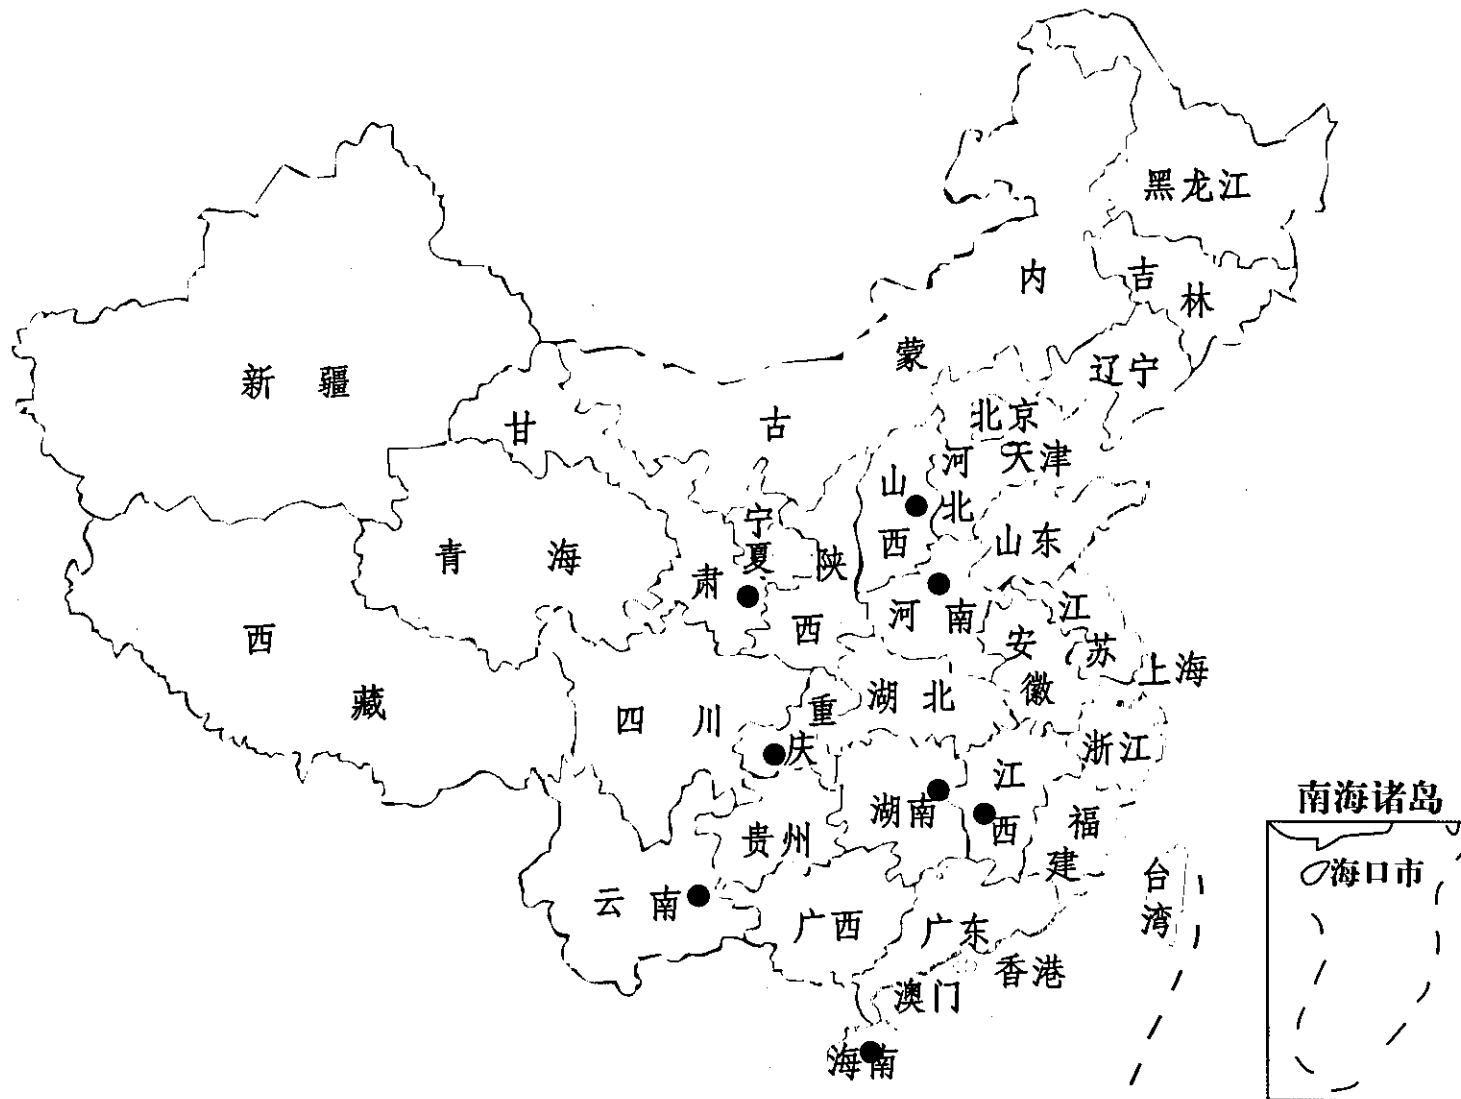 黑龙江
内
蒙
古
吉
林
辽宁
新疆
甘
肃
北京
天津
河
北
山
西
宁
夏
陕
西
山东
青海
河南
江
苏
安
徽
上海
西
藏
四川
重
庆
湖北
浙江
江
西
湖南
福
建
贵州
云南
广西
广东
台
湾
香港
澳门
海南
南海诸岛
海口市